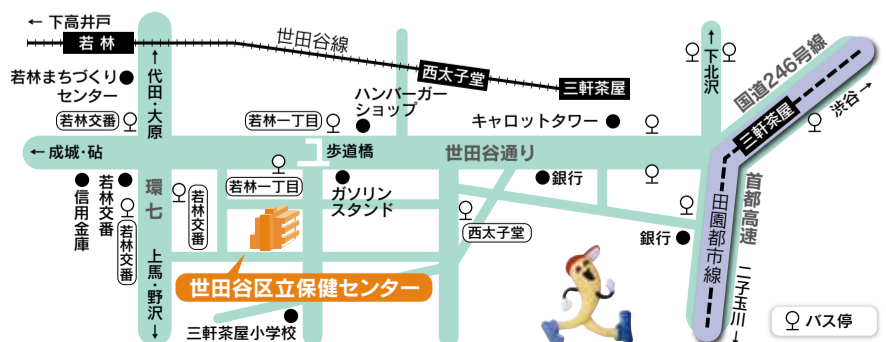 ← 下高井戸
若林
世田谷線
西太子堂
三軒茶屋
若林まちづくり
センター
↑代田・大原
ハンバーガー
ショップ
キャロットタワー
↑下北沢
国道246号線
渋谷→
三軒茶屋
若林交番
若林一丁目
← 成城・砧
歩道橋
世田谷通り
信用金庫
若林交番
若林交番
環七
若林交番
若林一丁目
ガソリン
スタンド
銀行
西太子堂
銀行
田園都市線
首都高速
上馬・野沢↓
世田谷区立保健センター
三軒茶屋小学校
二子玉川↓
バス停